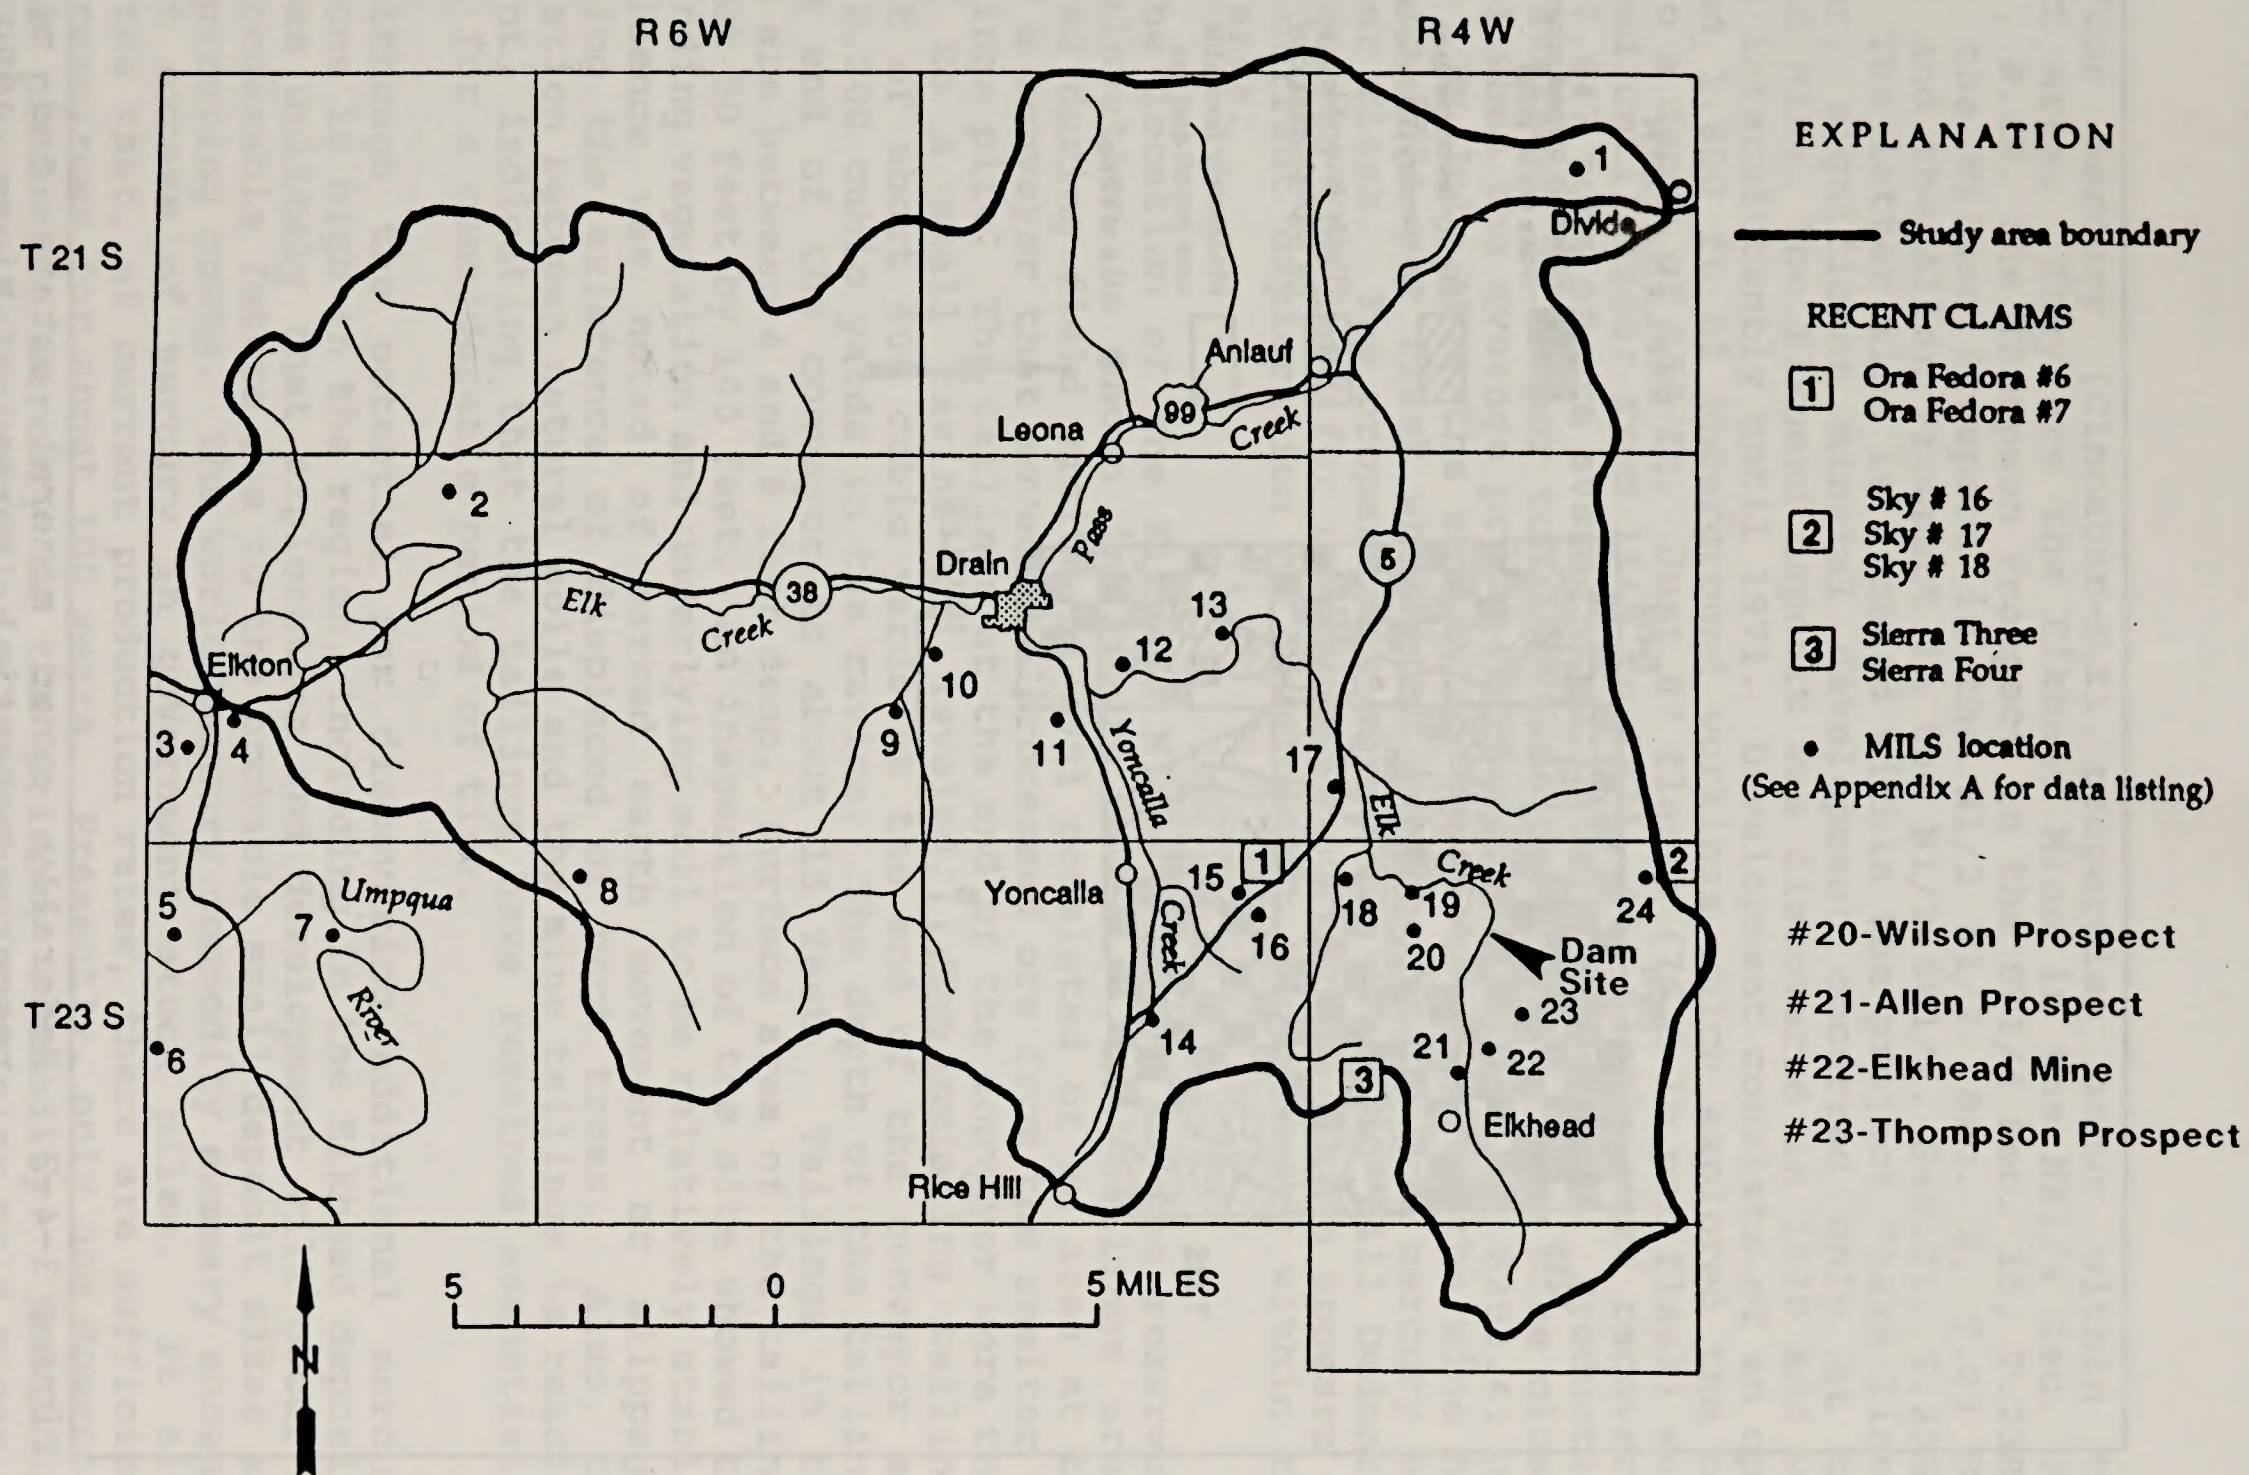 R 6 W
R 4 W
T 21 S
T 23 S
1
Divide
Anlauf
99
Creek
Leona
Pass
2
5
Drain
Elk
Creek
38
13
12
Elkton
10
3
4
9
11
Yoncalla
17
Elk
Creek
1
2
Umpqua
8
Yoncalla
15
5
7
18
19
24
Creek
16
20
Dam
Site
River
23
14
21
22
6
3
Elkhead
Rice Hill
5
0
5 MILES
N
EXPLANATION
Study area boundary
RECENT CLAIMS
1
Ora Fedora #6
Ora Fedora #7
2
Sky # 16
Sky # 17
Sky # 18
3
Sierra Three
Sierra Four
MILS location
(See Appendix A for data listing)
#20-Wilson Prospect
#21-Allen Prospect
#22-Elkhead Mine
#23-Thompson Prospect